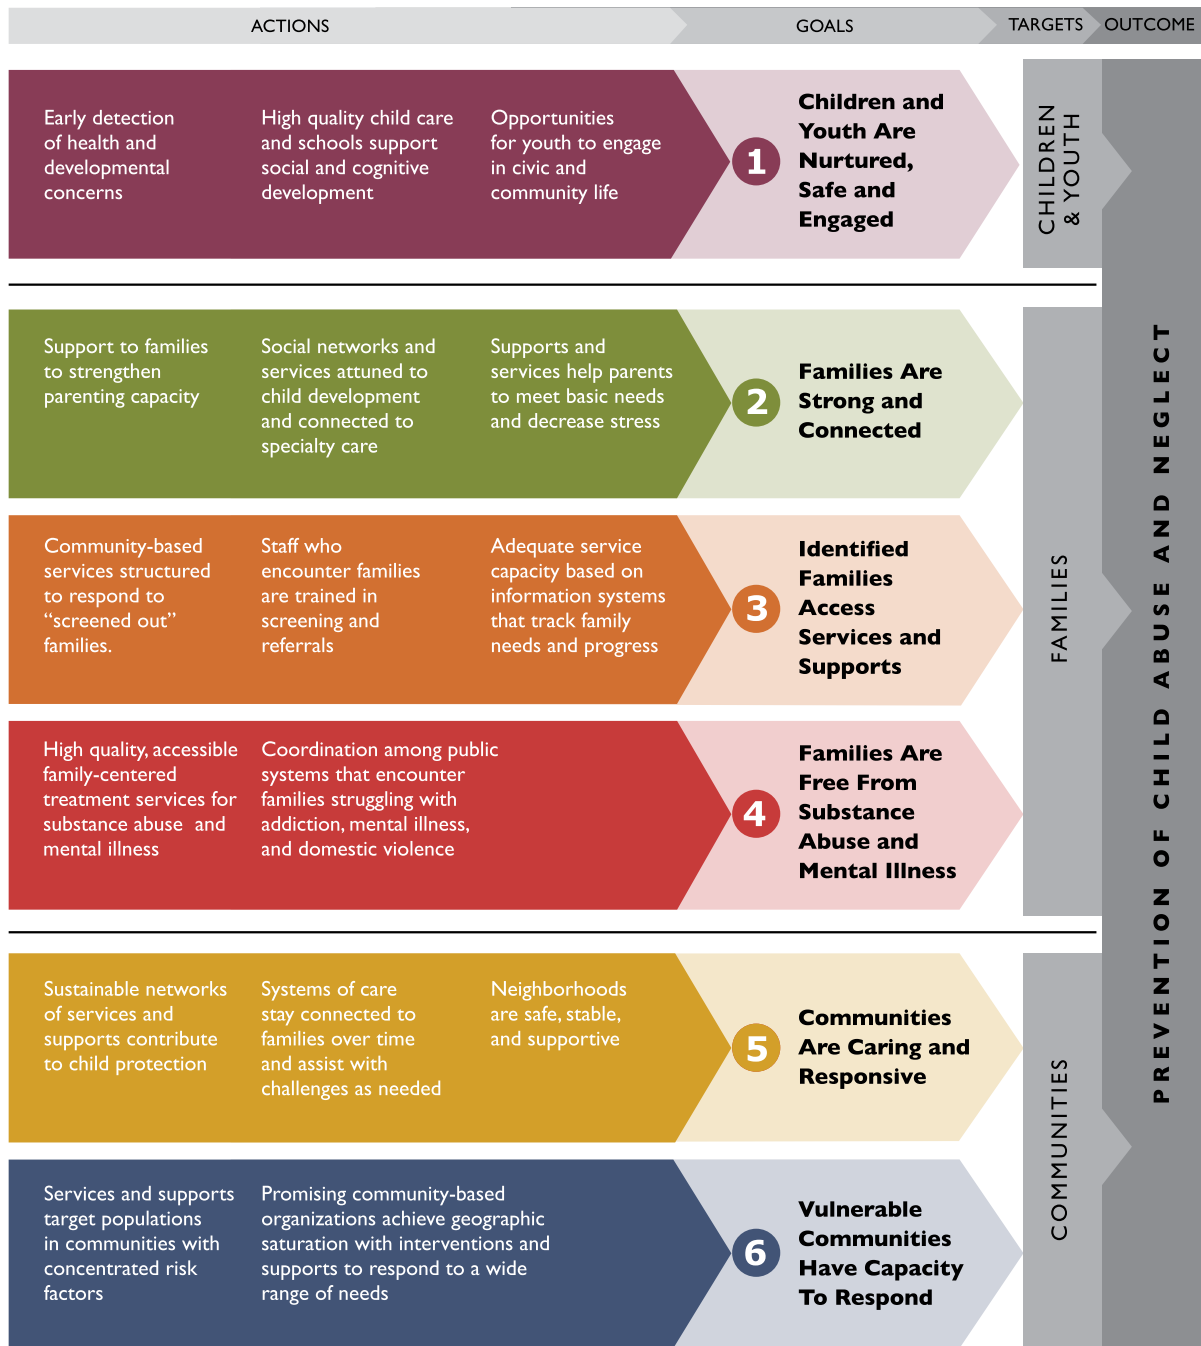 ACTIONS
GOALS
TARGETS
OUTCOME
Early detection
of health and
developmental
concerns
High quality child care
and schools support
social and cognitive
development
Opportunities
for youth to engage
in civic and
community life
1
Children and
Youth Are
Nurtured,
Safe and
Engaged
CHILDREN
& YOUTH
Support to families
to strengthen
parenting capacity
Social networks and
services attuned to
child development
and connected to
specialty care
Supports and
services help parents
to meet basic needs
and decrease stress
2
Families Are
Strong and
Connected
Community-based
services structured
to respond to
“screened out”
families.
Staff who
encounter families
are trained in
screening and
referrals
Adequate service
capacity based on
information systems
that track family
needs and progress
3
Identified
Families
Access
Services and
Supports
FAMILIES
High quality, accessible
family-centered
treatment services for
substance abuse  and
mental illness
Coordination among public
systems that encounter
families struggling with
addiction, mental illness,
and domestic violence
4
Families Are
Free From
Substance
Abuse and
Mental Illness
Sustainable networks
of services and
supports contribute
to child protection
Systems of care
stay connected to
families over time
and assist with
challenges as needed
Neighborhoods
are safe, stable,
and supportive
5
Communities
Are Caring and
Responsive
COMMUNITIES
Services and supports
target populations
in communities with
concentrated risk
factors
Promising community-based
organizations achieve geographic
saturation with interventions and
supports to respond to a wide
range of needs
6
Vulnerable
Communities
Have Capacity
To Respond
PREVENTION OF CHILD ABUSE AND NEGLECT